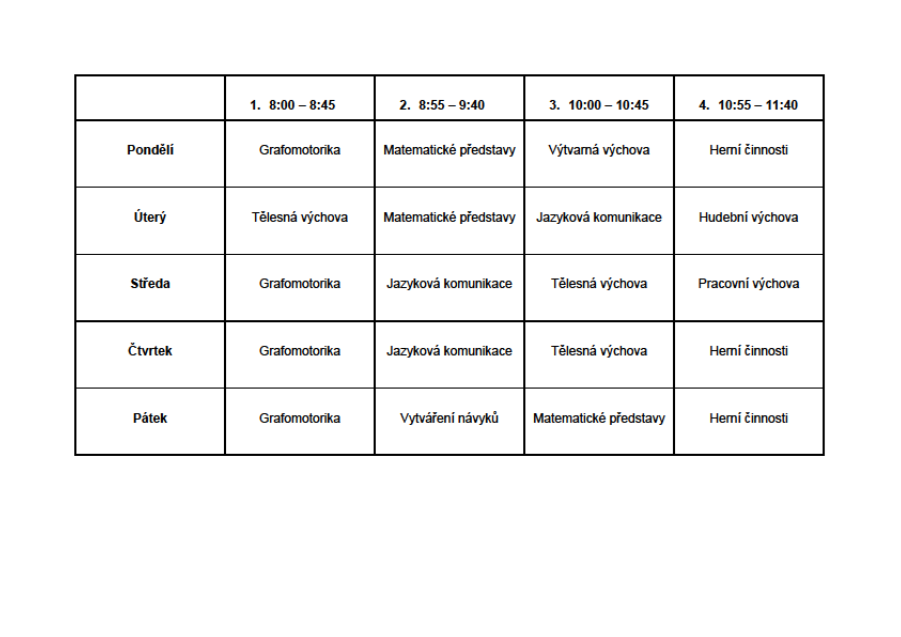 1. 8:00 – 8:45 2. 8:55 – 9:40 3. 10:00 – 10:45 4. 10:55 – 11:40
Pondělí Grafomotorika Matematické představy Výtvarná výchova Herní činnosti
Úterý Tělesná výchova Matematické představy Jazyková komunikace Hudební výchova
Středa Grafomotorika Jazyková komunikace Tělesná výchova Pracovní výchova
Čtvrtek Grafomotorika Jazyková komunikace Tělesná výchova Herní činnosti
Pátek Grafomotorika Vytváření návyků Matematické představy Herní činnosti